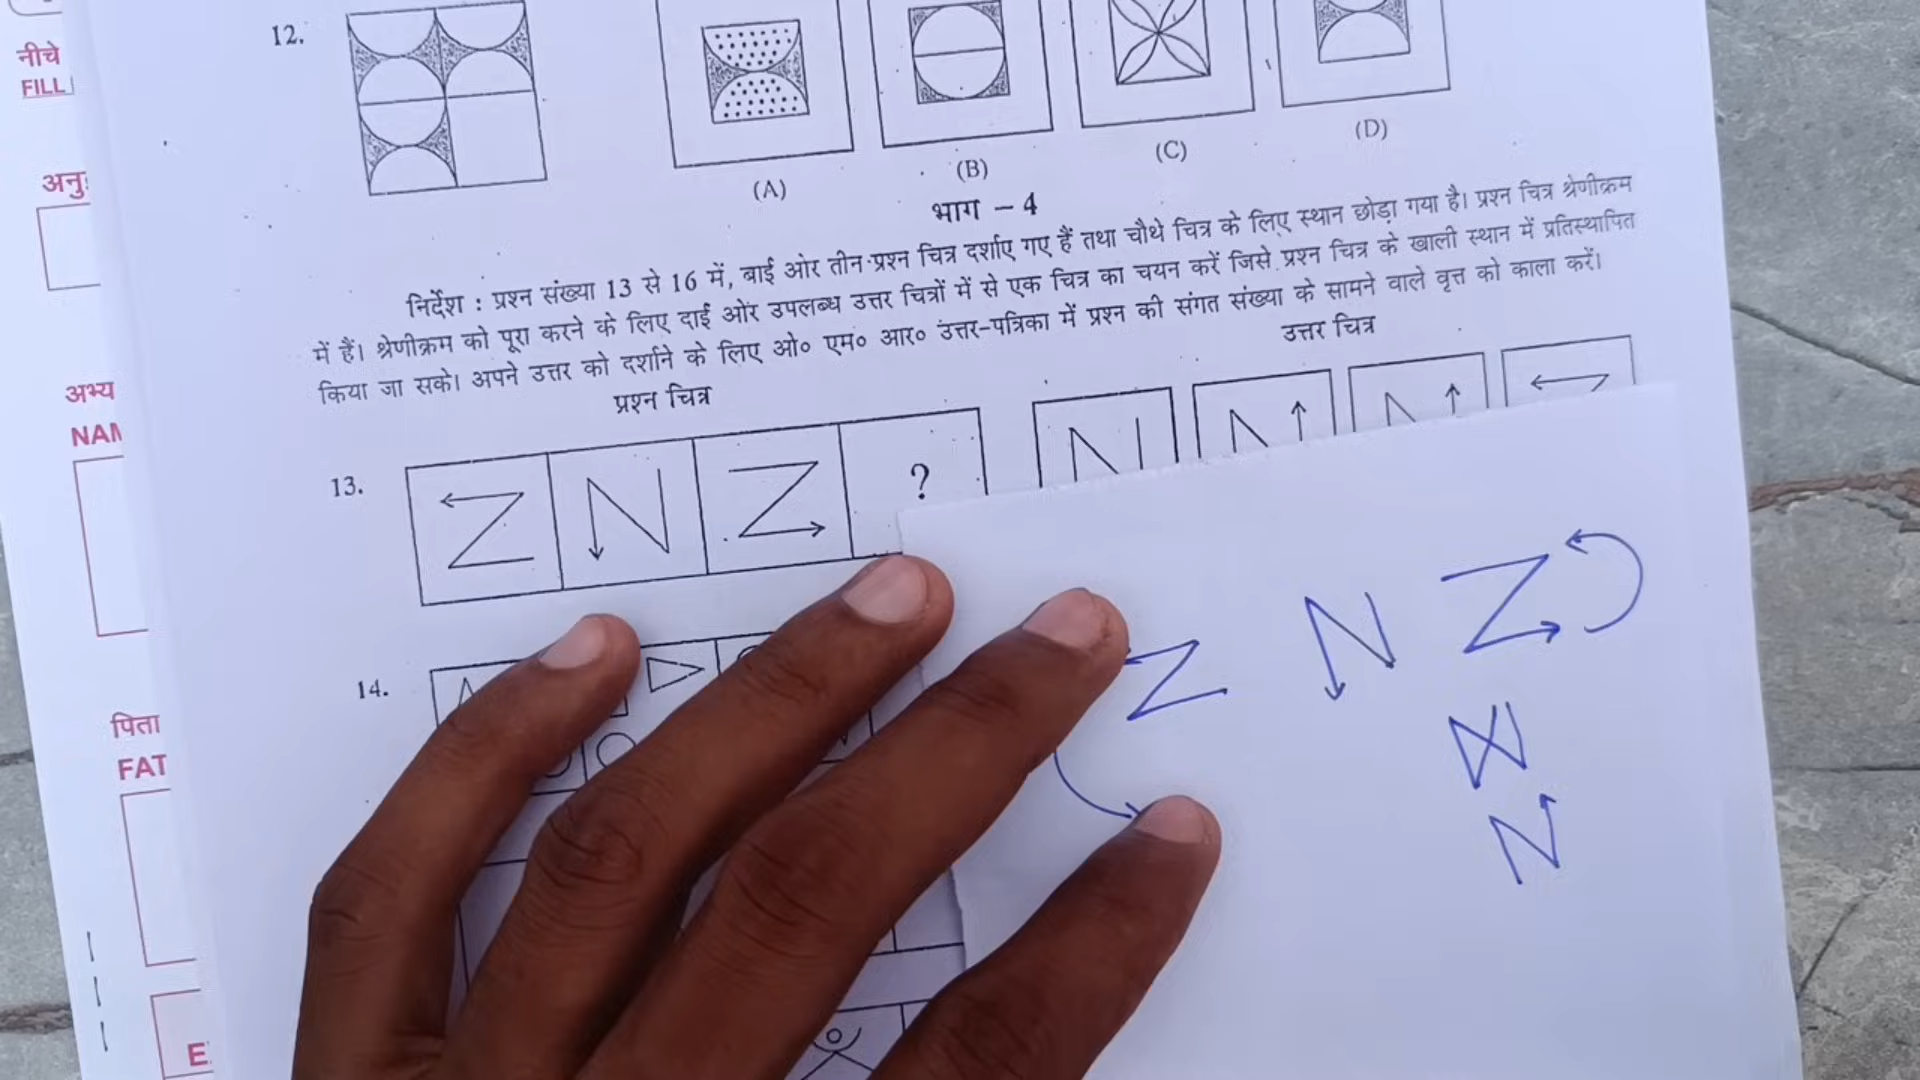 नीचे
FILL
अनु
अभ्य
NAM
पिता
FAT
E
12.
(A)
(B)
(C)
(D)
भाग - 4
निर्देश : प्रश्न संख्या 13 से 16 में, बाईं ओर तीन प्रश्न चित्र दर्शाए गए हैं तथा चौथे चित्र के लिए स्थान छोड़ा गया है। प्रश्न चित्र श्रेणीक्रम
में हैं। श्रेणीक्रम को पूरा करने के लिए दाईं ओर उपलब्ध उत्तर चित्रों में से एक चित्र का चयन करें जिसे प्रश्न चित्र के खाली स्थान में प्रतिस्थापित
किया जा सके। अपने उत्तर को दर्शाने के लिए ओ० एम० आर० उत्तर-पत्रिका में प्रश्न की संगत संख्या के सामने वाले वृत्त को काला करें।
प्रश्न चित्र
उत्तर चित्र
13.
?
14.